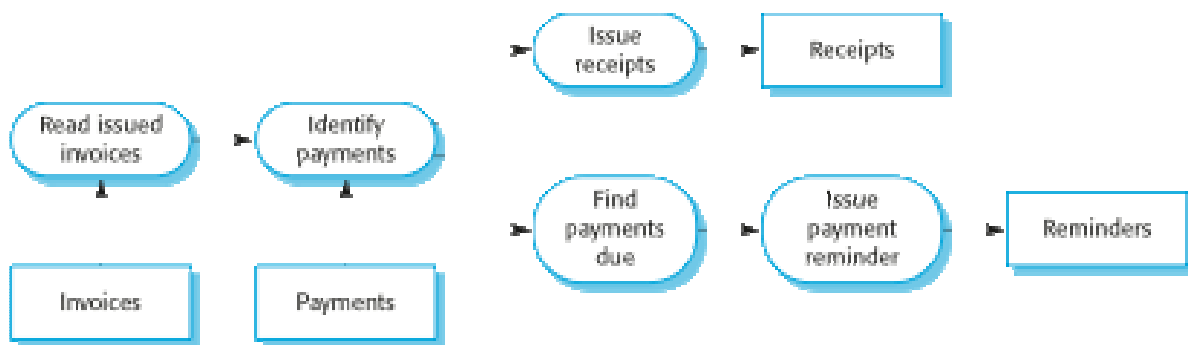 Issue
receipts
Receipts
Read issued
invoices
Identify
payments
Find
payments
due
Issue
payment
reminder
Reminders
Invoices
Payments